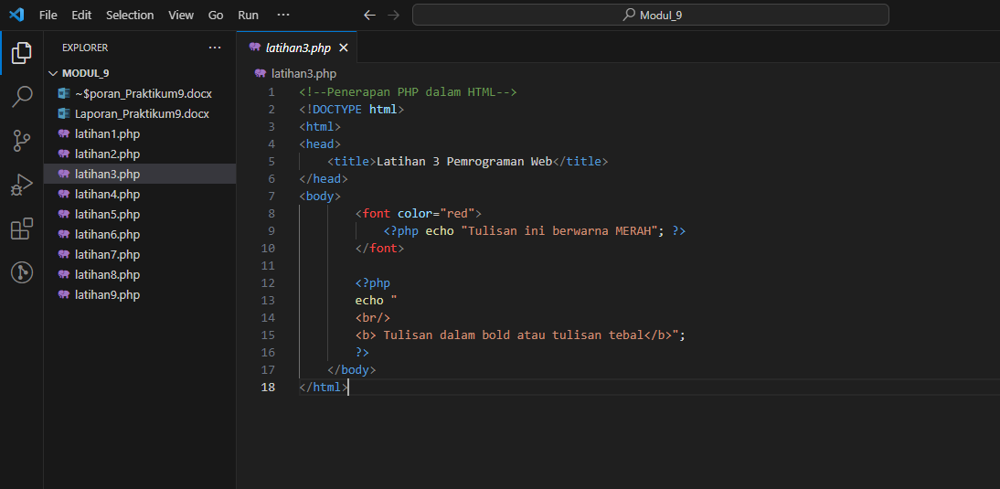 File Edit Selection View Go Run ···
Modul_9
EXPLORER ···
MODUL_9
~$poran_Praktikum9.docx
Laporan_Praktikum9.docx
latihan1.php
latihan2.php
latihan3.php
latihan4.php
latihan5.php
latihan6.php
latihan7.php
latihan8.php
latihan9.php
latihan3.php
latihan3.php
1 <!--Penerapan PHP dalam HTML-->
2 <!DOCTYPE html>
3 <html>
4 <head>
5 <title>Latihan 3 Pemrograman Web</title>
6 </head>
7 <body>
8 <font color="red">
9 <?php echo "Tulisan ini berwarna MERAH"; ?>
10 </font>
11
12 <?php
13 echo "
14 <br/>
15 <b> Tulisan dalam bold atau tulisan tebal</b>";
16 ?>
17 </body>
18 </html>